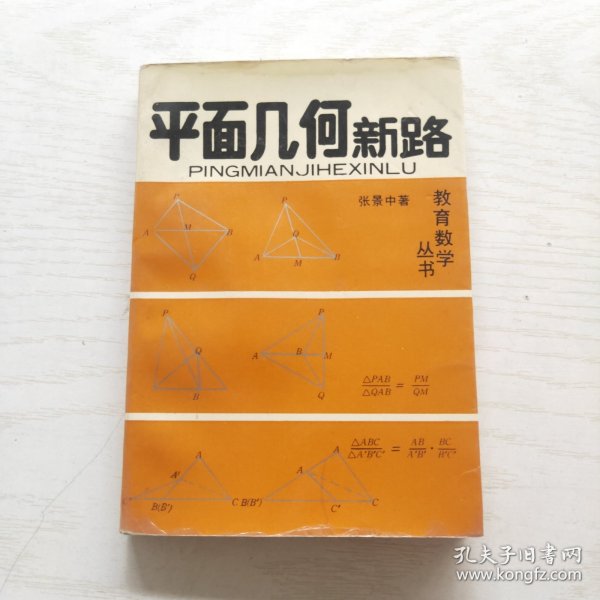 平面几何新路
PINGMIANJIHEXINLU
张景中著
教育数学
丛书
P
A M B
Q
P
Q
A M B
P
Q
B
P
A B M
Q
△PAB / △QAB = PM / QM
A
A′
B(B′) C
A
A
B(B′) C
C′
△ABC / △A′B′C′ = AB / A′B′ · BC / B′C′
孔夫子旧书网
www.kongfz.com